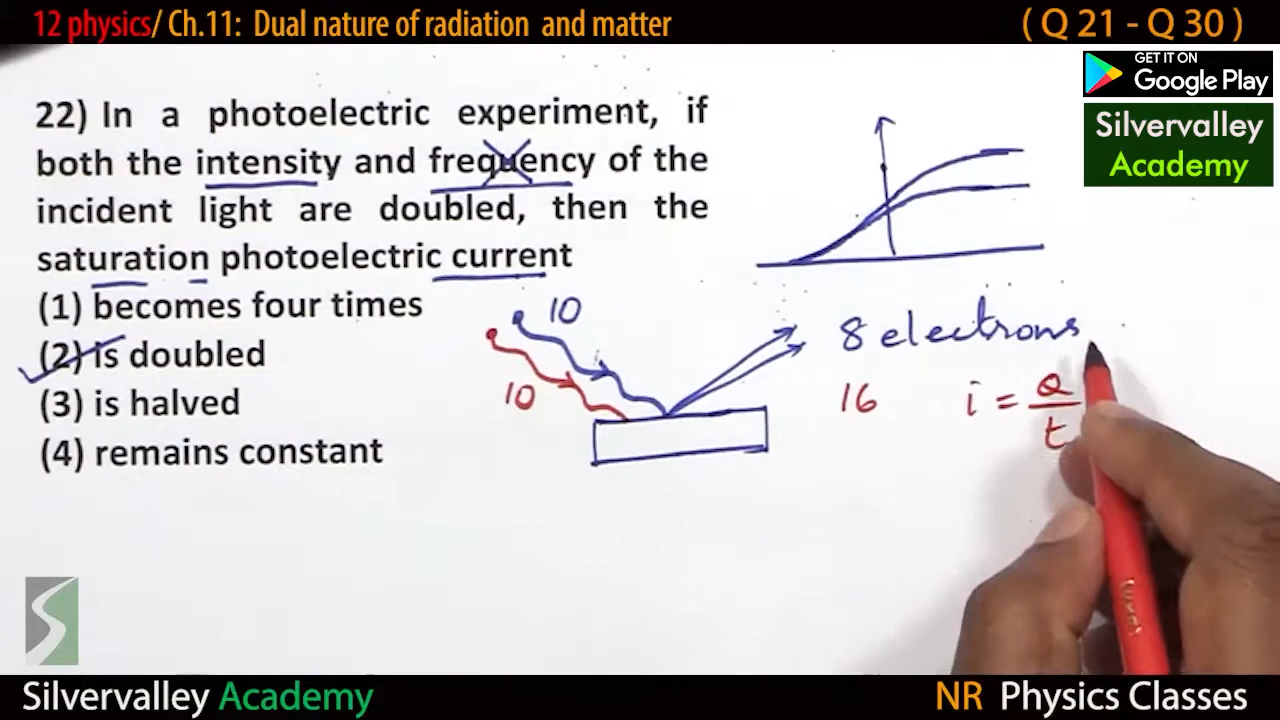 12 physics/ Ch.11: Dual nature of radiation and matter
( Q 21 - Q 30 )
GET IT ON
Google Play
Silvervalley
Academy
22) In a photoelectric experiment, if
both the intensity and frequency of the
incident light are doubled, then the
saturation photoelectric current
(1) becomes four times
(2) is doubled
(3) is halved
(4) remains constant
10
10
8 electrons
16
i = Q/t
Silvervalley Academy
NR Physics Classes